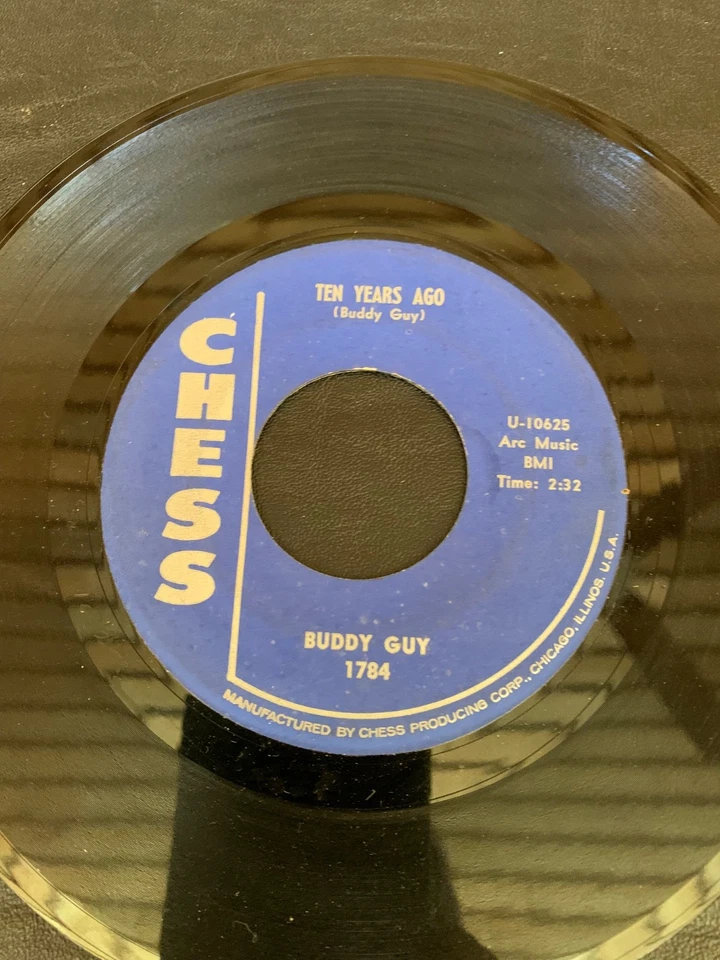 TEN YEARS AGO
(Buddy Guy)
CHESS
U-10625
Arc Music
BMI
Time: 2:32
BUDDY GUY
1784
MANUFACTURED BY CHESS PRODUCING CORP., CHICAGO, ILLINOS. U.S.A.